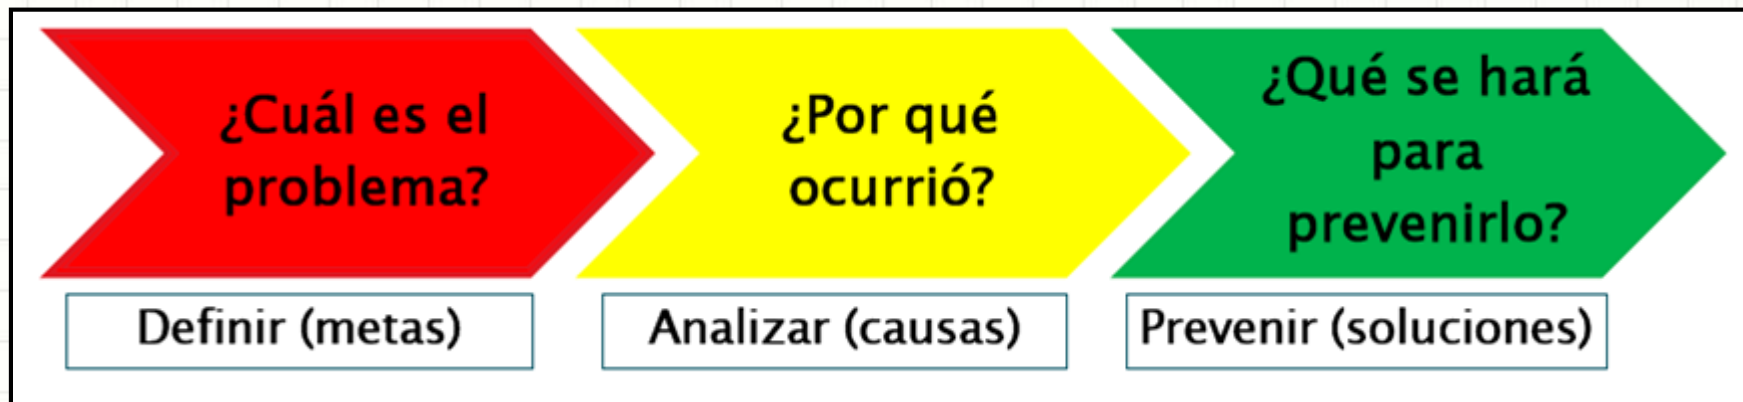 ¿Cuál es el
problema?
¿Por qué
ocurrió?
¿Qué se hará
para
prevenirlo?
Definir (metas)
Analizar (causas)
Prevenir (soluciones)